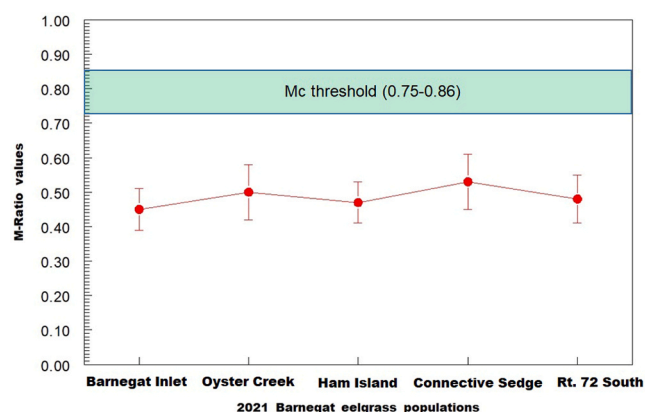 1.00
0.90
0.80
0.70
0.60
0.50
0.40
0.30
0.20
0.10
0.00
M-Ratio values
Mc threshold (0.75-0.86)
Barnegat Inlet Oyster Creek Ham Island Connective Sedge Rt. 72 South
2021 Barnegat eelgrass populations